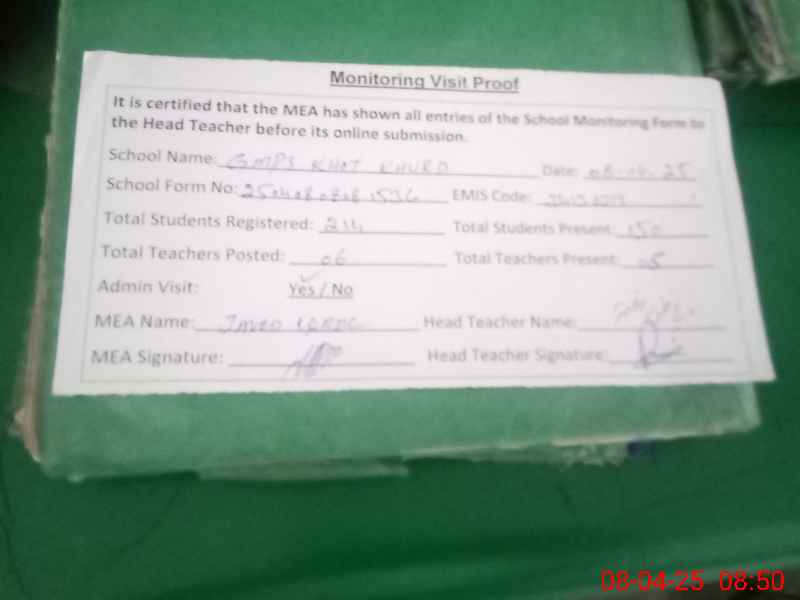 Monitoring Visit Proof
It is certified that the MEA has shown all entries of the School Monitoring Form to
the Head Teacher before its online submission.
School Name: GMPS KHOT KHURD Date: 08.04.25
School Form No: EMIS Code:
Total Students Registered: Total Students Present: 150
Total Teachers Posted: 06 Total Teachers Present: 05
Admin Visit: Yes / No
MEA Name: Head Teacher Name:
MEA Signature: Head Teacher Signature:
08-04-25 08:50